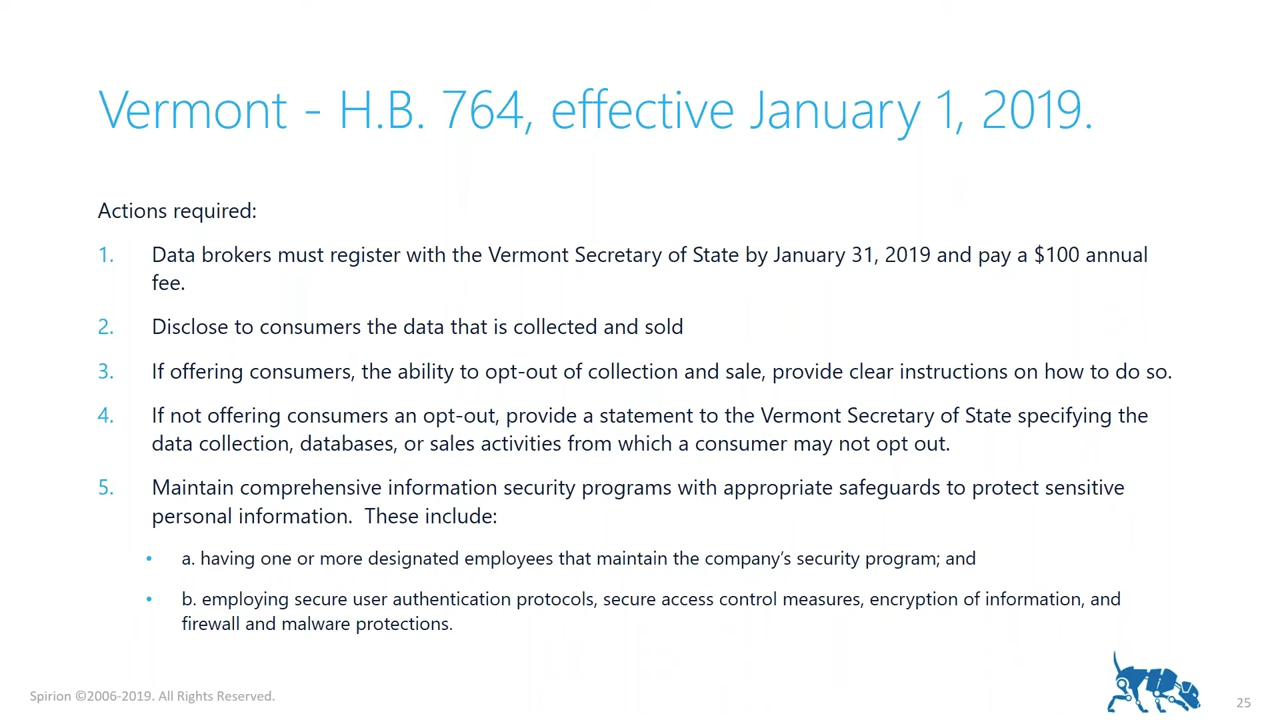 Vermont - H.B. 764, effective January 1, 2019.
Actions required:
1. Data brokers must register with the Vermont Secretary of State by January 31, 2019 and pay a $100 annual
fee.
2. Disclose to consumers the data that is collected and sold
3. If offering consumers, the ability to opt-out of collection and sale, provide clear instructions on how to do so.
4. If not offering consumers an opt-out, provide a statement to the Vermont Secretary of State specifying the
data collection, databases, or sales activities from which a consumer may not opt out.
5. Maintain comprehensive information security programs with appropriate safeguards to protect sensitive
personal information.  These include:
• a. having one or more designated employees that maintain the company's security program; and
• b. employing secure user authentication protocols, secure access control measures, encryption of information, and
firewall and malware protections.
Spirion ©2006-2019. All Rights Reserved.
25